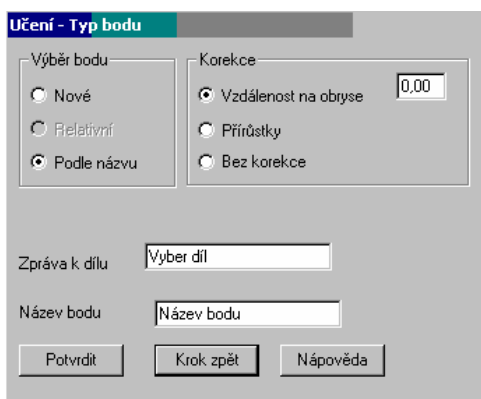 Učení - Typ bodu
Výběr bodu
Nové
Relativní
Podle názvu
Korekce
Vzdálenost na obryse 0,00
Přírůstky
Bez korekce
Zpráva k dílu Vyber díl
Název bodu Název bodu
Potvrdit Krok zpět Nápověda